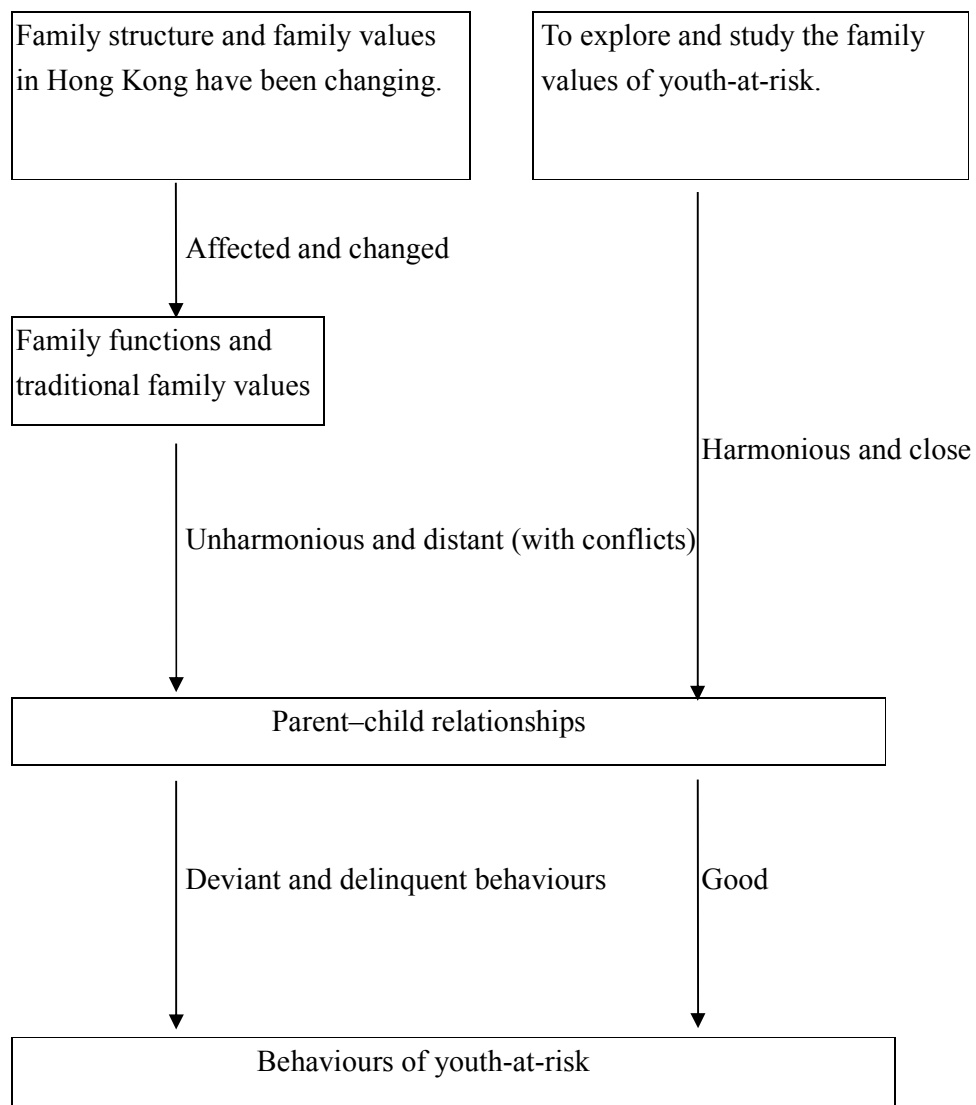 Family structure and family values
in Hong Kong have been changing.
To explore and study the family
values of youth-at-risk.
Affected and changed
Family functions and
traditional family values
Harmonious and close
Unharmonious and distant (with conflicts)
Parent–child relationships
Deviant and delinquent behaviours
Good
Behaviours of youth-at-risk